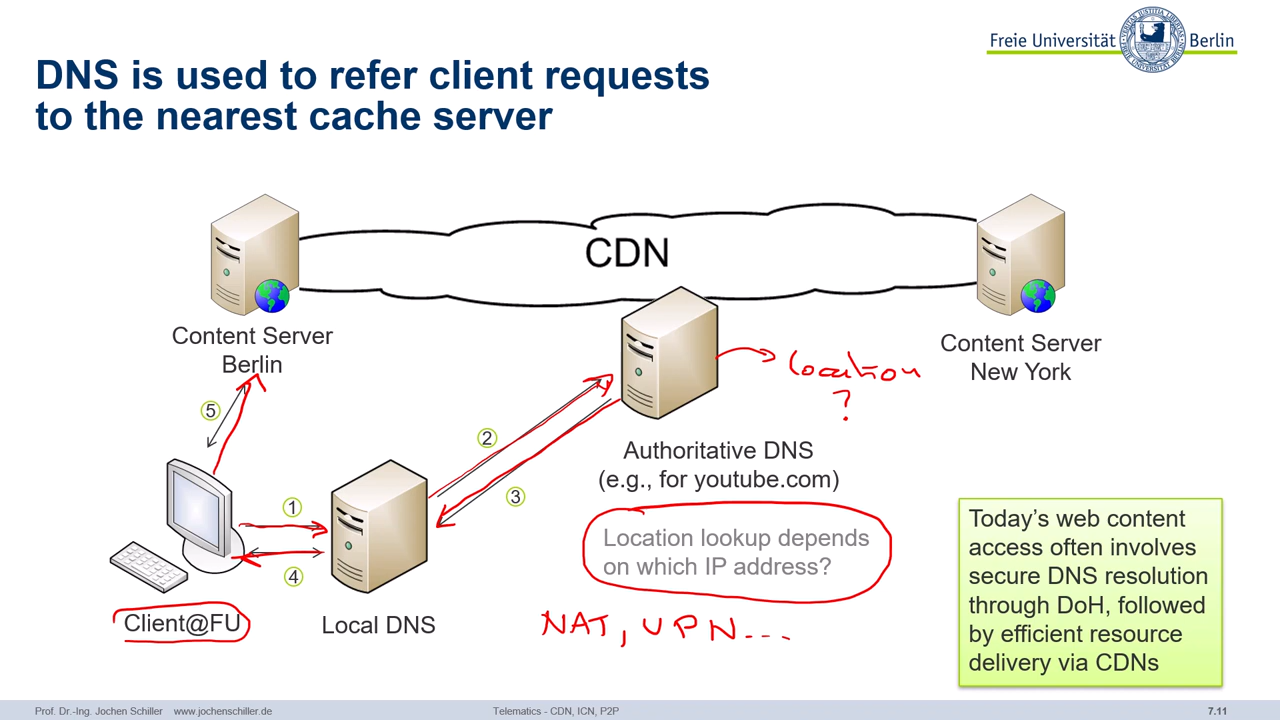 Freie Universität Berlin
DNS is used to refer client requests
to the nearest cache server
CDN
Content Server
Berlin
Content Server
New York
location
?
5
2
3
Authoritative DNS
(e.g., for youtube.com)
1
4
Location lookup depends
on which IP address?
Client@FU
Local DNS
NAT, VPN...
Today's web content
access often involves
secure DNS resolution
through DoH, followed
by efficient resource
delivery via CDNs
Prof. Dr.-Ing. Jochen Schiller www.jochenschiller.de
Telematics - CDN, ICN, P2P
7.11